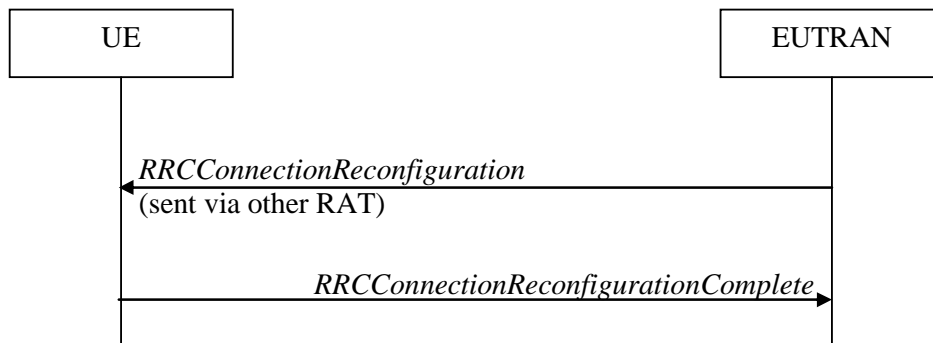 UE
EUTRAN
RRCConnectionReconfiguration
(sent via other RAT)
RRCConnectionReconfigurationComplete